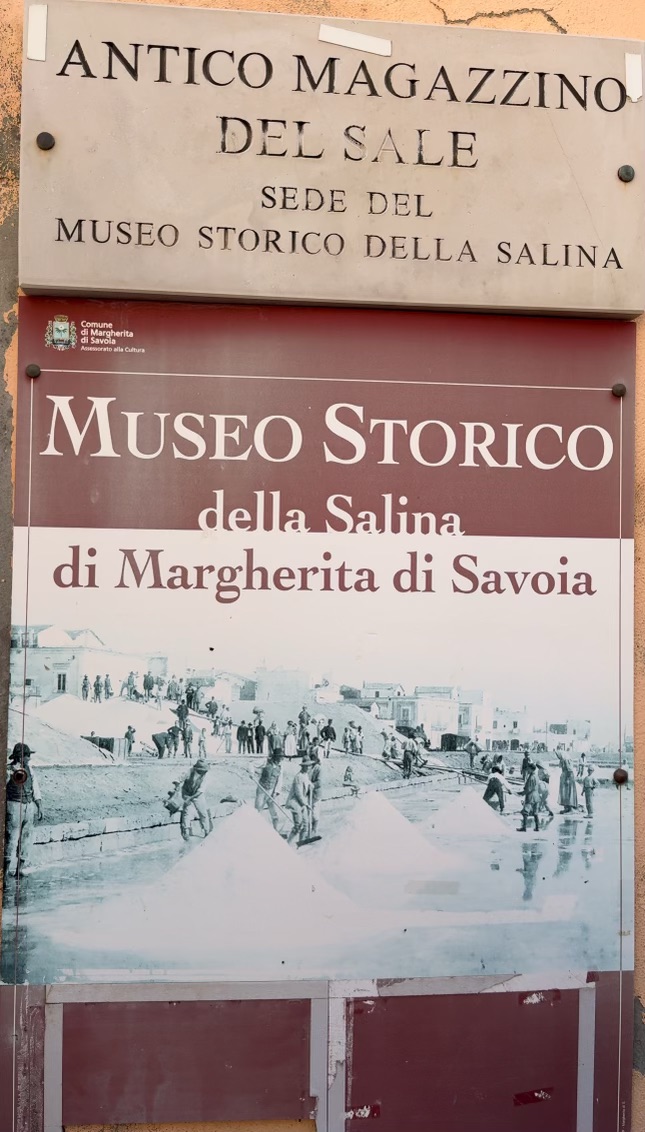 ANTICO MAGAZZINO
DEL SALE
SEDE DEL
MUSEO STORICO DELLA SALINA
Comune
di Margherita
di Savoia
Assessorato alla Cultura
MUSEO STORICO
della Salina
di Margherita di Savoia